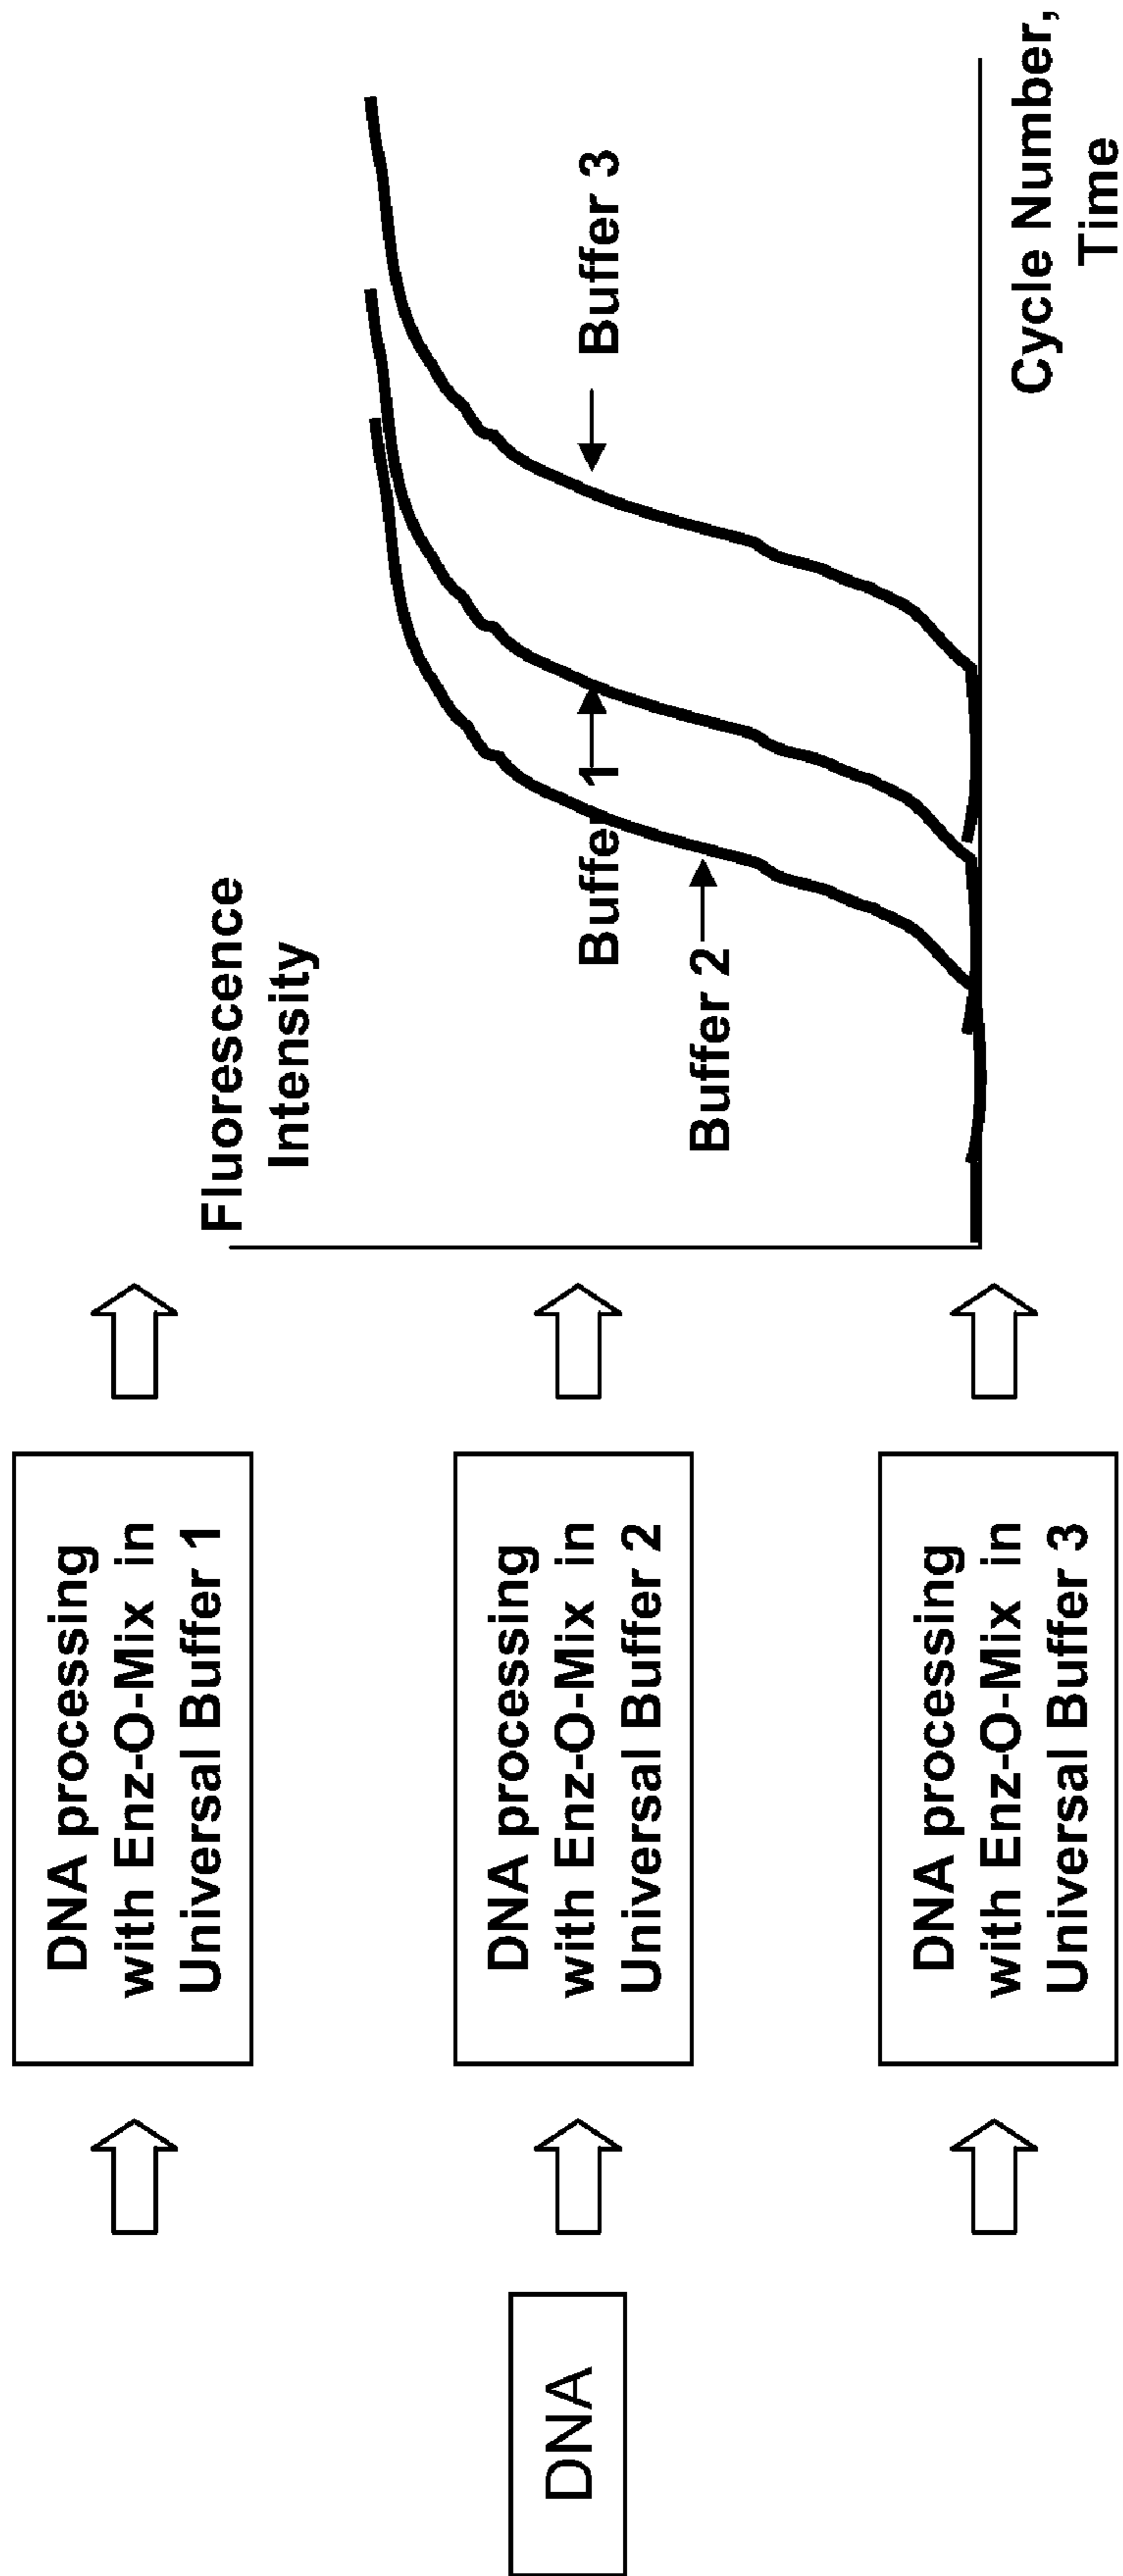 DNA
DNA processing
with Enz-O-Mix in
Universal Buffer 1
DNA processing
with Enz-O-Mix in
Universal Buffer 2
DNA processing
with Enz-O-Mix in
Universal Buffer 3
Fluorescence
Intensity
Buffer 1
Buffer 3
Buffer 2
Cycle Number,
Time